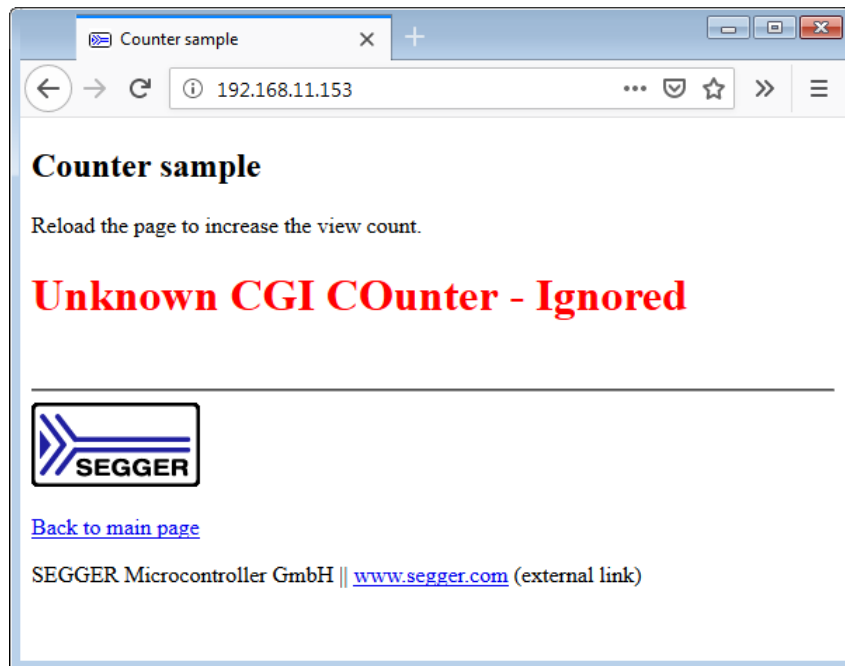 Counter sample
192.168.11.153
Counter sample
Reload the page to increase the view count.
Unknown CGI COunter - Ignored
SEGGER
Back to main page
SEGGER Microcontroller GmbH || www.segger.com (external link)